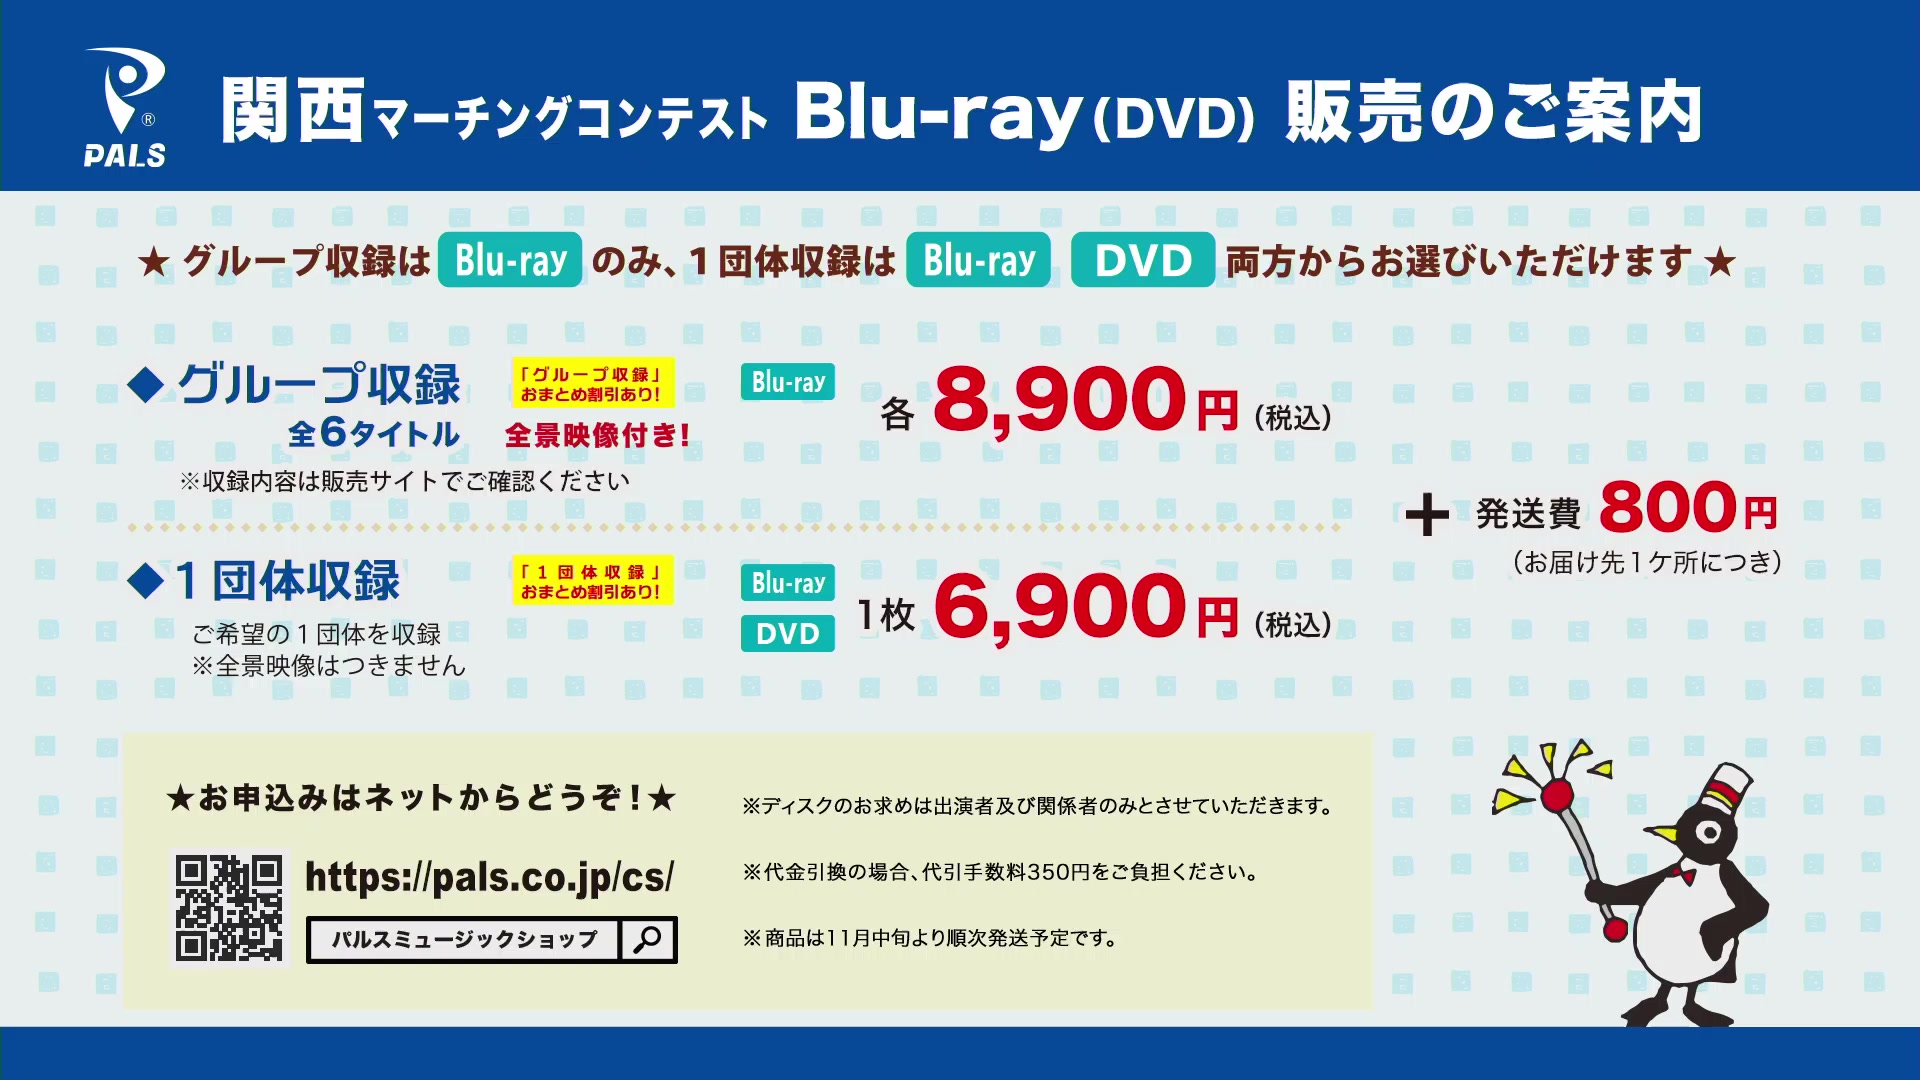 PALS®
関西マーチングコンテスト Blu-ray(DVD) 販売のご案内
★ グループ収録は Blu-ray のみ、1団体収録は Blu-ray DVD 両方からお選びいただけます ★
◆ グループ収録
全6タイトル
「グループ収録」
おまとめ割引あり!
全景映像付き!
Blu-ray
各 8,900円 (税込)
※収録内容は販売サイトでご確認ください
◆1団体収録
「1団体収録」
おまとめ割引あり!
Blu-ray
DVD
1枚 6,900円 (税込)
ご希望の1団体を収録
※全景映像はつきません
+ 発送費 800円
(お届け先1ケ所につき)
★お申込みはネットからどうぞ!★
https://pals.co.jp/cs/
パルスミュージックショップ
※ディスクのお求めは出演者及び関係者のみとさせていただきます。
※代金引換の場合、代引手数料350円をご負担ください。
※商品は11月中旬より順次発送予定です。